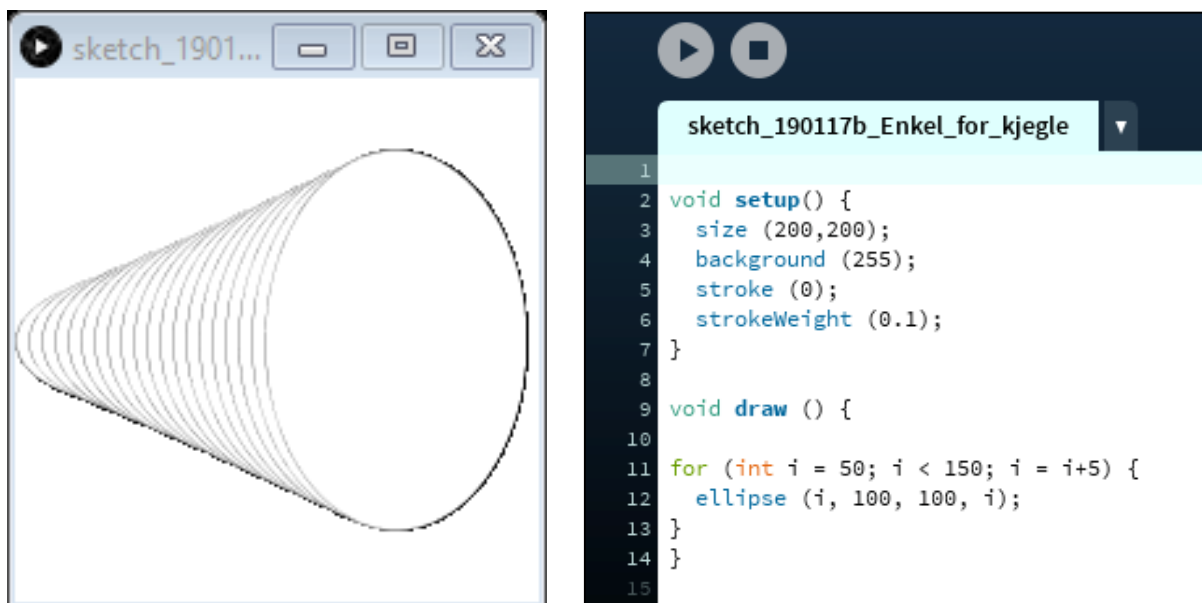 sketch_1901...
sketch_190117b_Enkel_for_kjegle
1
2 void setup() {
3   size (200,200);
4   background (255);
5   stroke (0);
6   strokeWeight (0.1);
7 }
8
9 void draw () {
10
11 for (int i = 50; i < 150; i = i+5) {
12   ellipse (i, 100, 100, i);
13 }
14 }
15